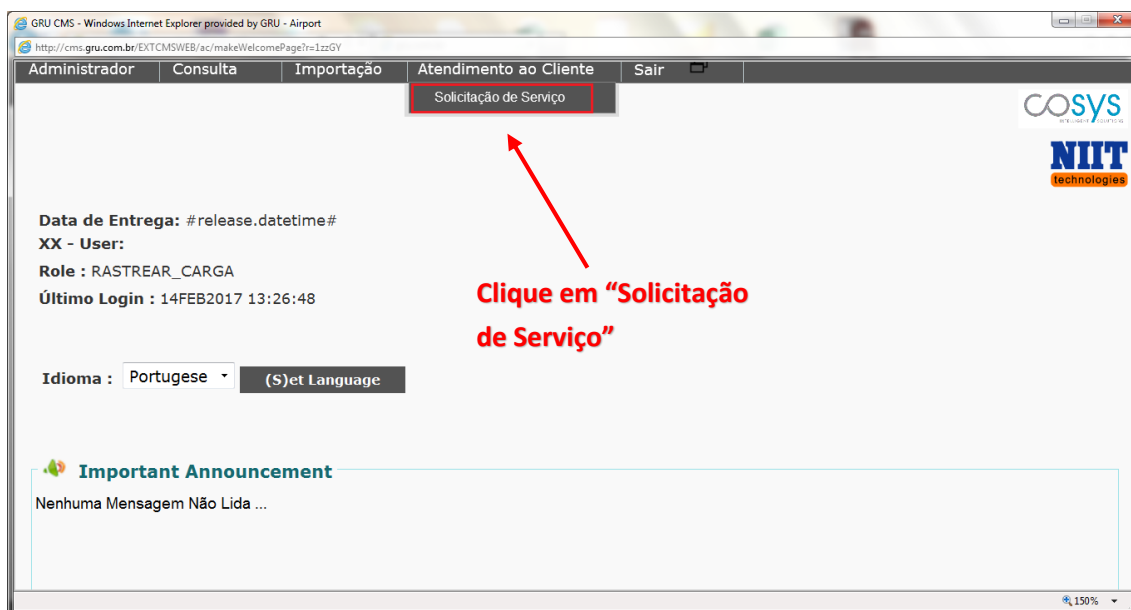 GRU CMS - Windows Internet Explorer provided by GRU - Airport
http://cms.gru.com.br/EXTCMSWEB/ac/makeWelcomePage?r=1zzGY
Administrador Consulta Importação Atendimento ao Cliente Sair
Solicitação de Serviço
COSYS
NIIT
technologies
Data de Entrega: #release.datetime#
XX - User:
Role : RASTREAR_CARGA
Último Login : 14FEB2017 13:26:48
Clique em “Solicitação
de Serviço”
Idioma : Portugese (S)et Language
Important Announcement
Nenhuma Mensagem Não Lida ...
150%